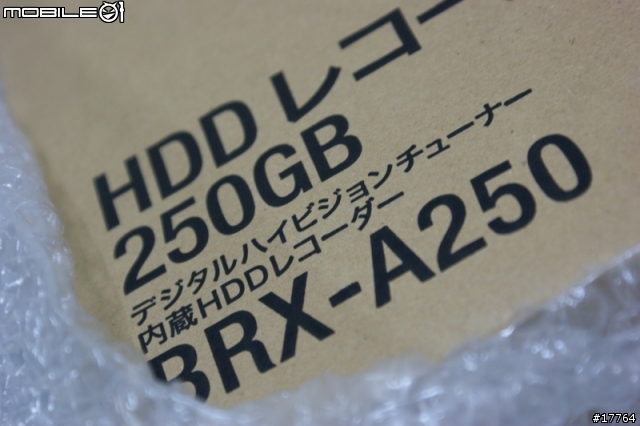 MOBILE01
HDD レコー
250GB
デジタルハイビジョンチューナー
内蔵HDDレコーダー
BRX-A250
#17764